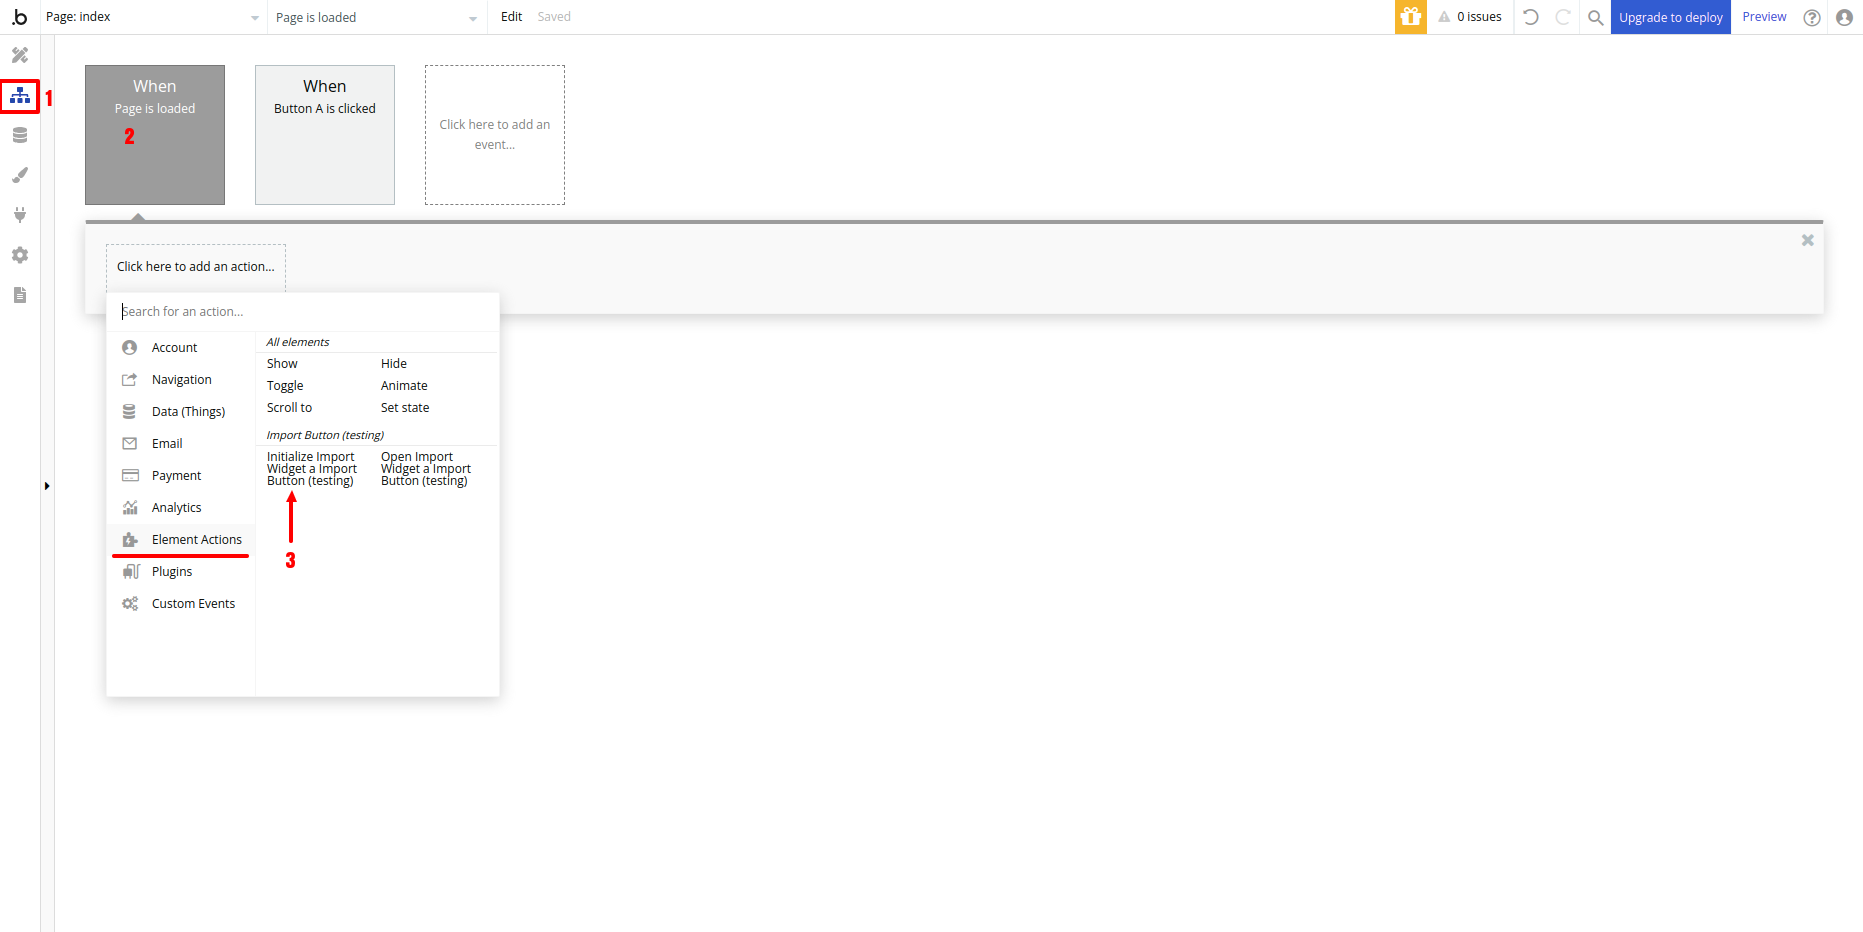 .b Page: index Page is loaded Edit Saved 0 issues Upgrade to deploy Preview ?
1
When
Page is loaded
2
When
Button A is clicked
Click here to add an
event...
Click here to add an action...
Search for an action...
Account
Navigation
Data (Things)
Email
Payment
Analytics
Element Actions
Plugins
Custom Events
All elements
Show Hide
Toggle Animate
Scroll to Set state
Import Button (testing)
Initialize Import
Widget a Import
Button (testing)
Open Import
Widget a Import
Button (testing)
3